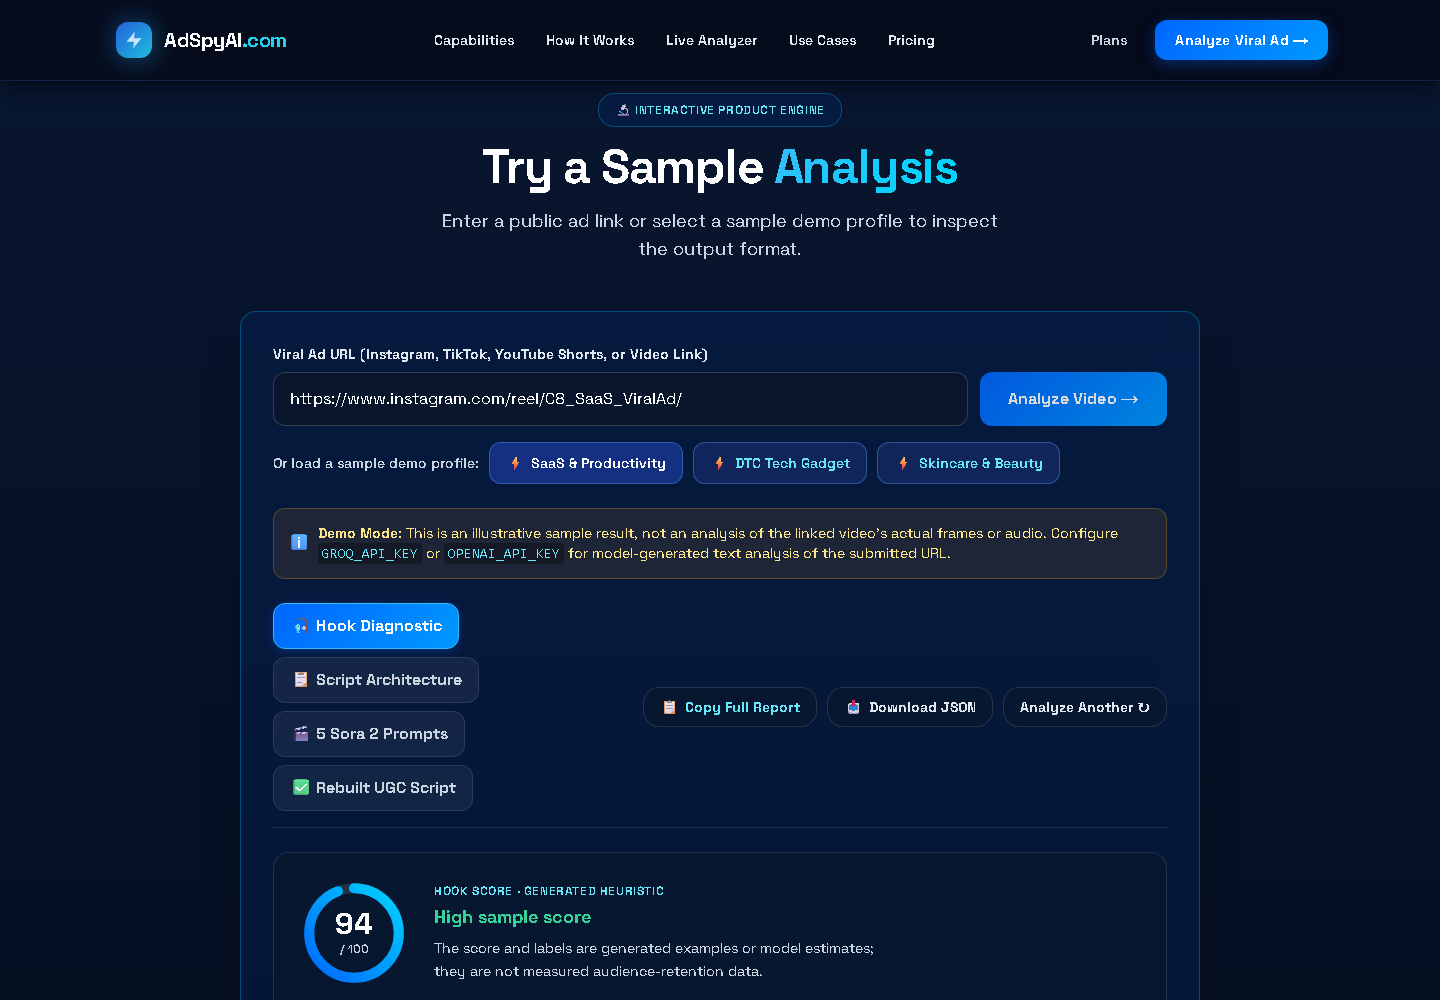 AdSpyAI.com
Capabilities
How It Works
Live Analyzer
Use Cases
Pricing
Plans
Analyze Viral Ad →
INTERACTIVE PRODUCT ENGINE
Try a Sample Analysis
Enter a public ad link or select a sample demo profile to inspect
the output format.
Viral Ad URL (Instagram, TikTok, YouTube Shorts, or Video Link)
https://www.instagram.com/reel/C8_SaaS_ViralAd/
Analyze Video →
Or load a sample demo profile:
SaaS & Productivity
DTC Tech Gadget
Skincare & Beauty
Demo Mode: This is an illustrative sample result, not an analysis of the linked video's actual frames or audio. Configure
GROQ_API_KEY or OPENAI_API_KEY for model-generated text analysis of the submitted URL.
Hook Diagnostic
Script Architecture
5 Sora 2 Prompts
Rebuilt UGC Script
Copy Full Report
Download JSON
Analyze Another ↻
94
/ 100
HOOK SCORE · GENERATED HEURISTIC
High sample score
The score and labels are generated examples or model estimates;
they are not measured audience-retention data.